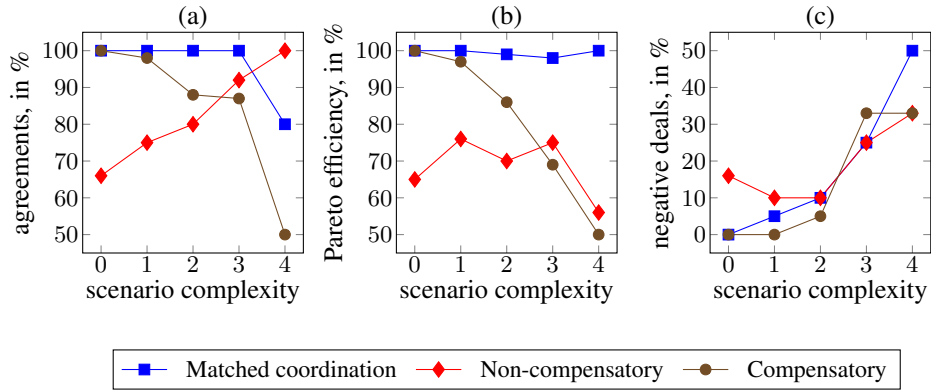 (a)
(b)
(c)
agreements, in %
100
90
80
70
60
50
0 1 2 3 4
scenario complexity
Pareto efficiency, in %
100
90
80
70
60
50
0 1 2 3 4
scenario complexity
negative deals, in %
50
40
30
20
10
0
0 1 2 3 4
scenario complexity
Matched coordination Non-compensatory Compensatory